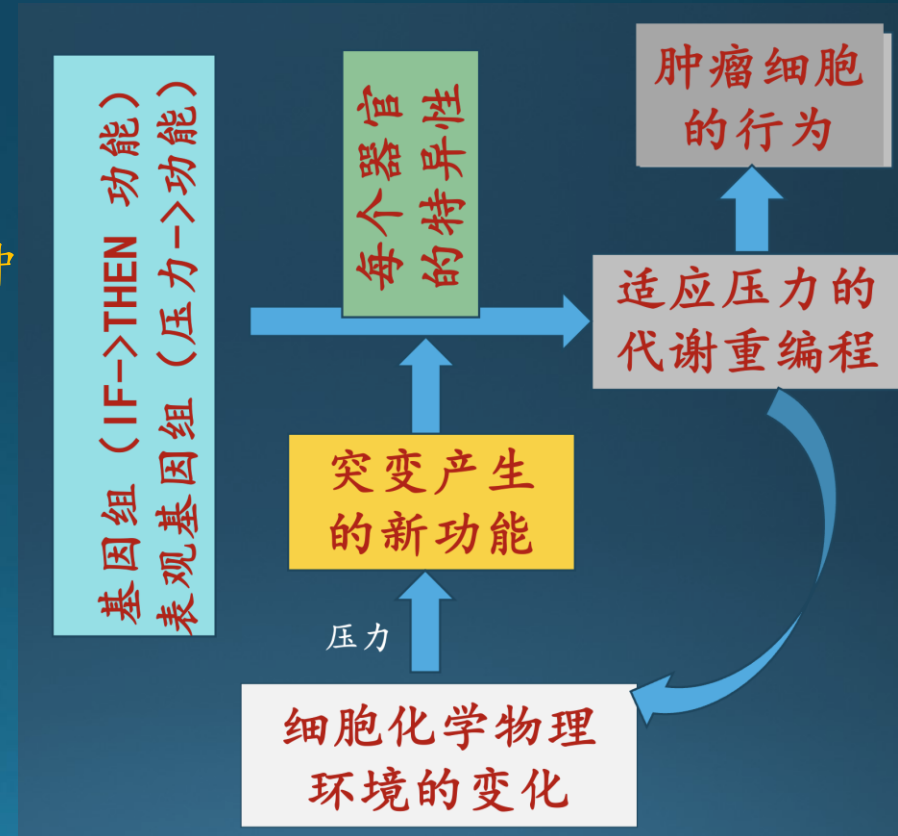 基因组（IF->THEN 功能）
表观基因组（压力->功能）
每个器官
的特异性
肿瘤细胞
的行为
适应压力的
代谢重编程
突变产生
的新功能
压力
细胞化学物理
环境的变化